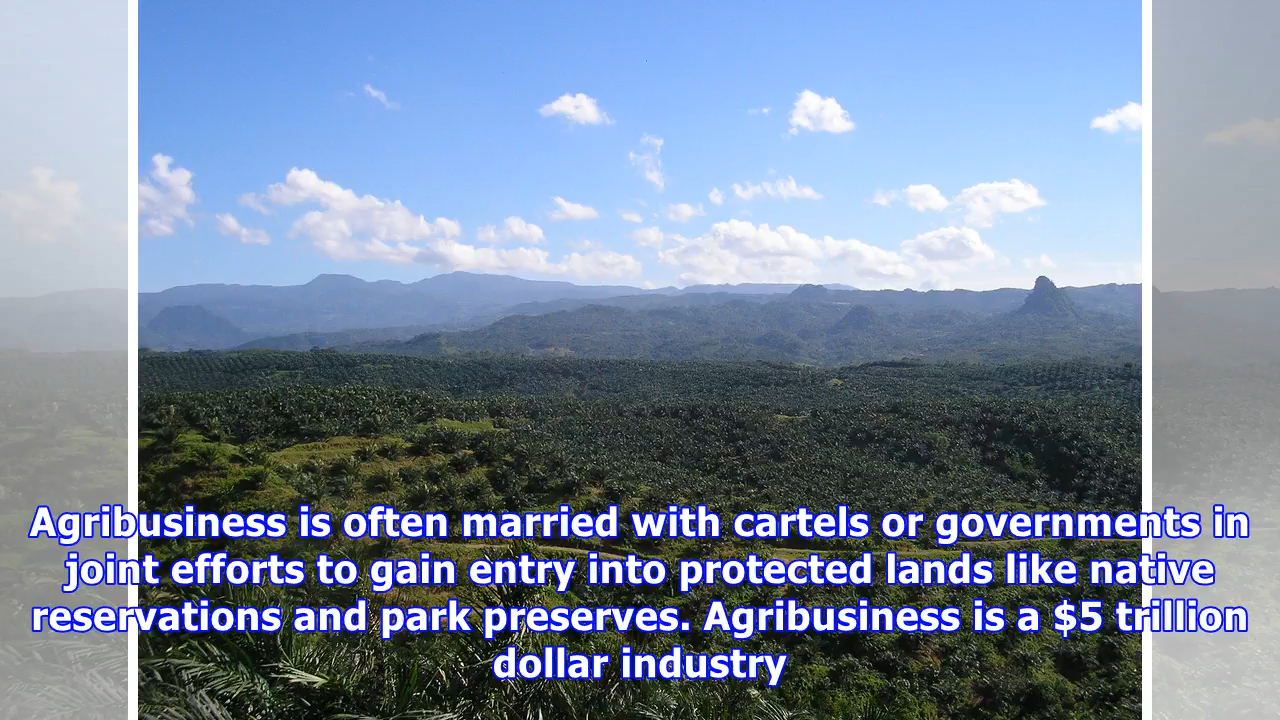 Agribusiness is often married with cartels or governments in
joint efforts to gain entry into protected lands like native
reservations and park preserves. Agribusiness is a $5 trillion
dollar industry